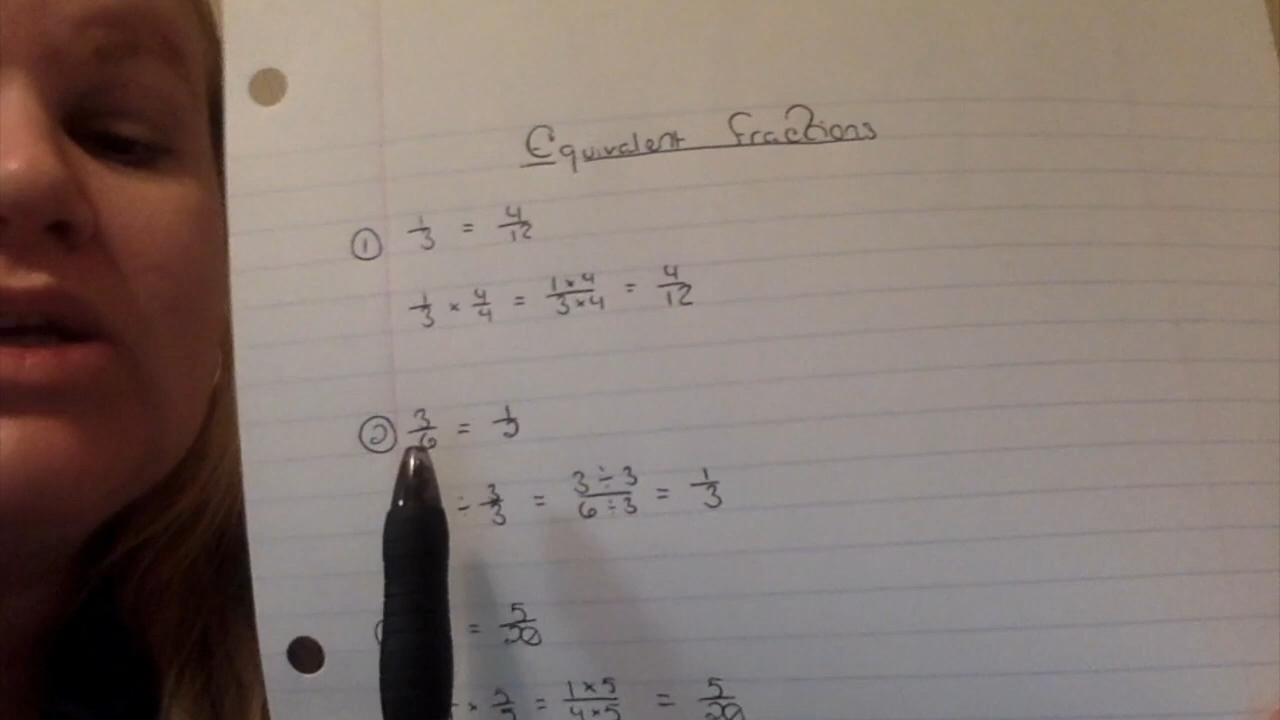 Equivalent Fractions
① 1/3 = 4/12
1/3 × 4/4 = 1×4/3×4 = 4/12
② 3/6 = 1/3
÷ 3/3 = 3÷3/6÷3 = 1/3
= 5/20
× 5/5 = 1×5/4×5 = 5/20